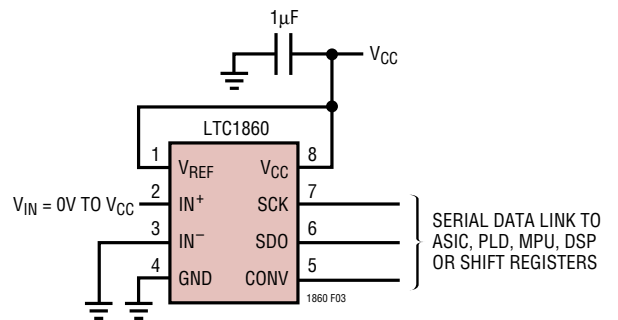 1µF
VCC
LTC1860
1 VREF VCC 8
VIN = 0V TO VCC 2 IN+ SCK 7
3 IN− SDO 6
4 GND CONV 5
SERIAL DATA LINK TO
ASIC, PLD, MPU, DSP
OR SHIFT REGISTERS
1860 F03